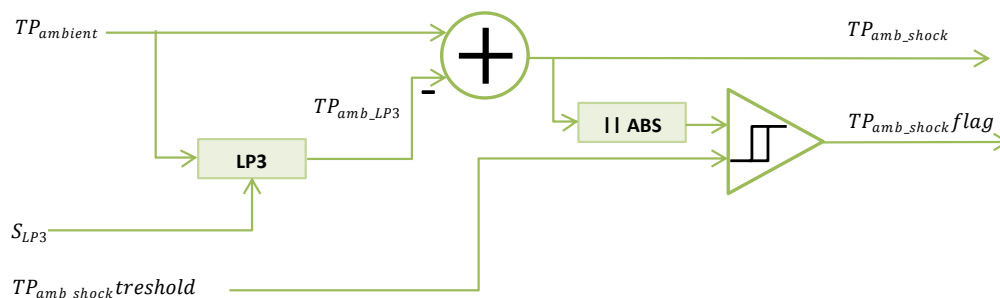 TP_ambient
TP_amb_shock
TP_amb_LP3
-
|| ABS
TP_amb_shock flag
LP3
S_LP3
TP_amb shock treshold